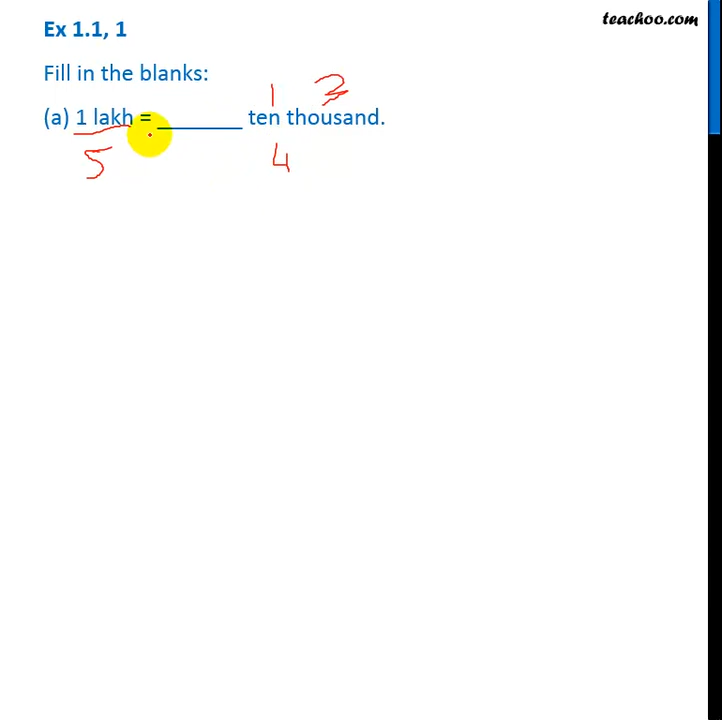 teachoo.com
Ex 1.1, 1
Fill in the blanks:
1 3
(a) 1 lakh = ________ ten thousand.
5 4